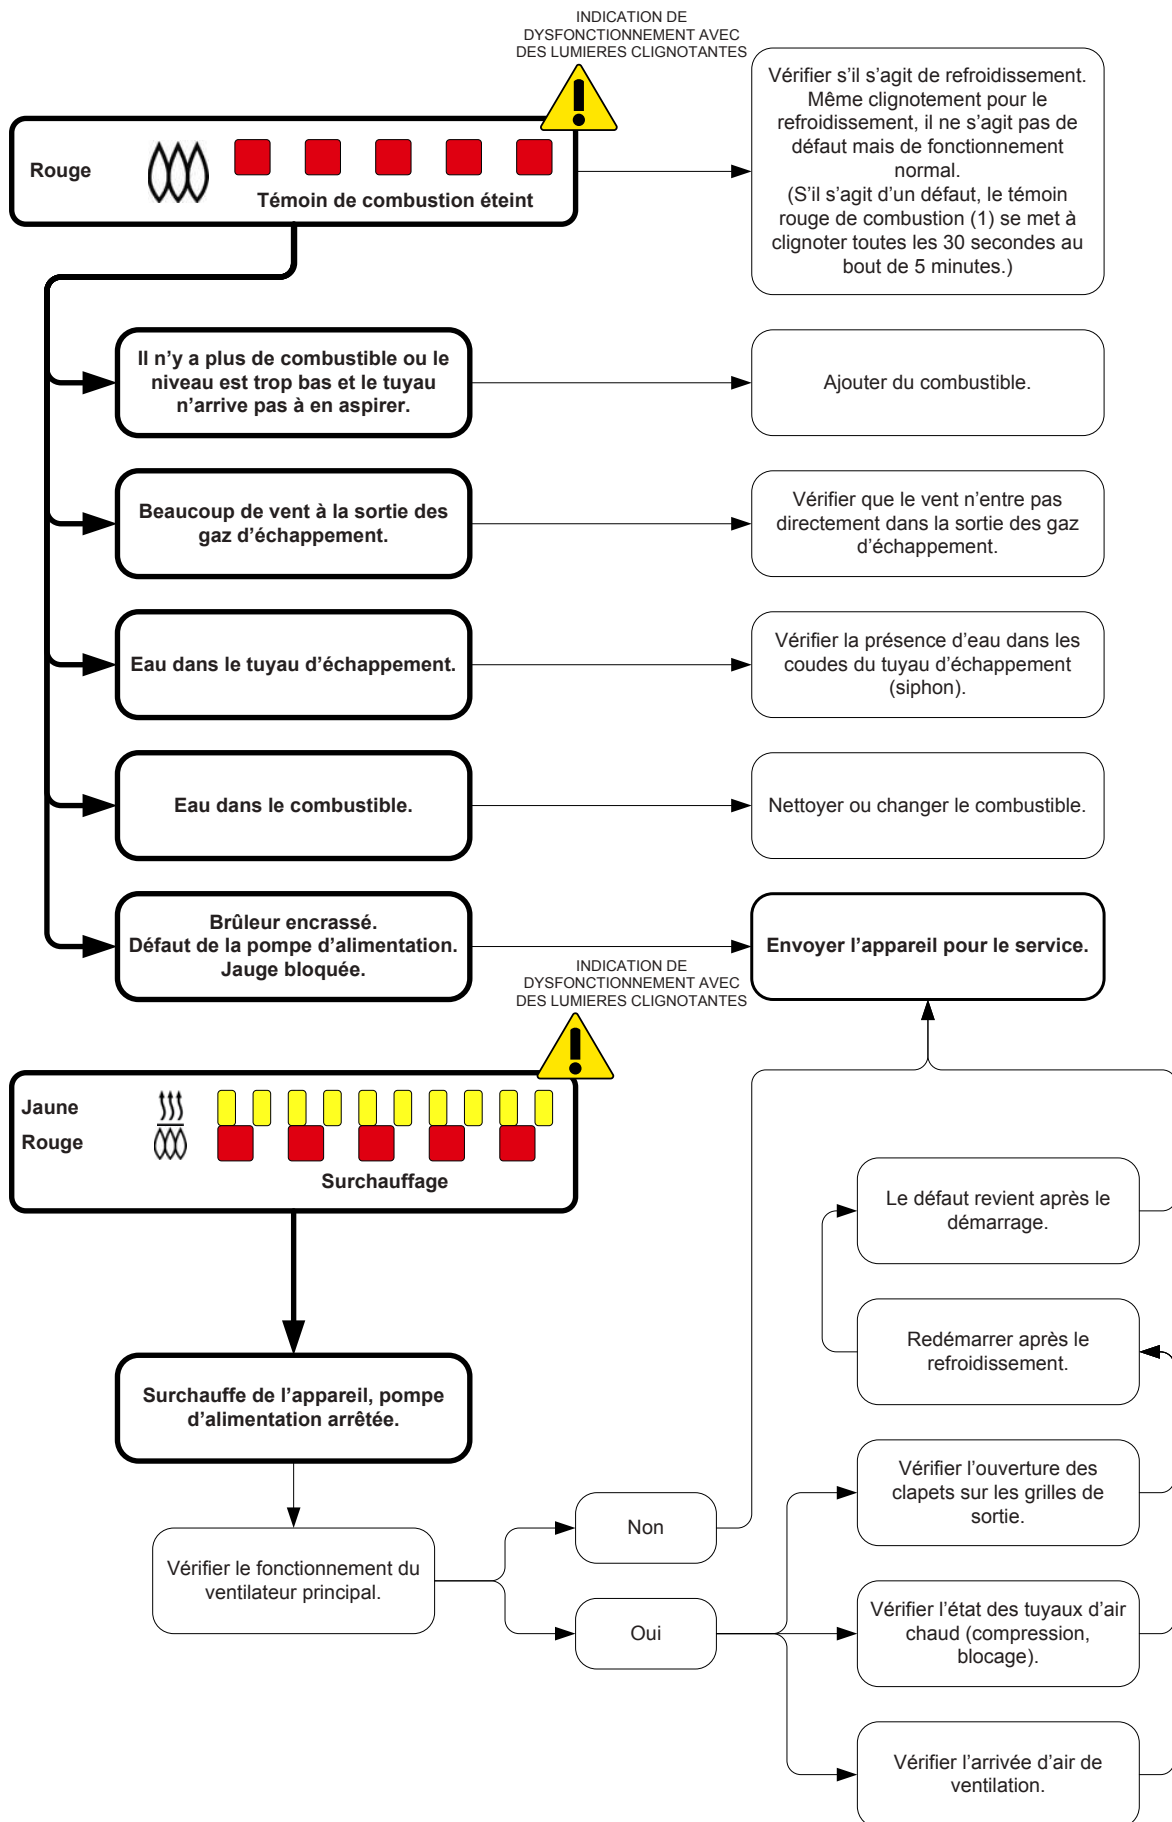 INDICATION DE
DYSFONCTIONNEMENT AVEC
DES LUMIERES CLIGNOTANTES
Rouge
Témoin de combustion éteint
Vérifier s’il s’agit de refroidissement.
Même clignotement pour le
refroidissement, il ne s’agit pas de
défaut mais de fonctionnement
normal.
(S’il s’agit d’un défaut, le témoin
rouge de combustion (1) se met à
clignoter toutes les 30 secondes au
bout de 5 minutes.)
Il n’y a plus de combustible ou le
niveau est trop bas et le tuyau
n’arrive pas à en aspirer.
Ajouter du combustible.
Beaucoup de vent à la sortie des
gaz d’échappement.
Vérifier que le vent n’entre pas
directement dans la sortie des gaz
d’échappement.
Eau dans le tuyau d’échappement.
Vérifier la présence d’eau dans les
coudes du tuyau d’échappement
(siphon).
Eau dans le combustible.
Nettoyer ou changer le combustible.
Brûleur encrassé.
Défaut de la pompe d’alimentation.
Jauge bloquée.
Envoyer l’appareil pour le service.
INDICATION DE
DYSFONCTIONNEMENT AVEC
DES LUMIERES CLIGNOTANTES
Jaune
Rouge
Surchauffage
Le défaut revient après le
démarrage.
Redémarrer après le
refroidissement.
Surchauffe de l’appareil, pompe
d’alimentation arrêtée.
Vérifier le fonctionnement du
ventilateur principal.
Non
Oui
Vérifier l’ouverture des
clapets sur les grilles de
sortie.
Vérifier l’état des tuyaux d’air
chaud (compression,
blocage).
Vérifier l’arrivée d’air de
ventilation.